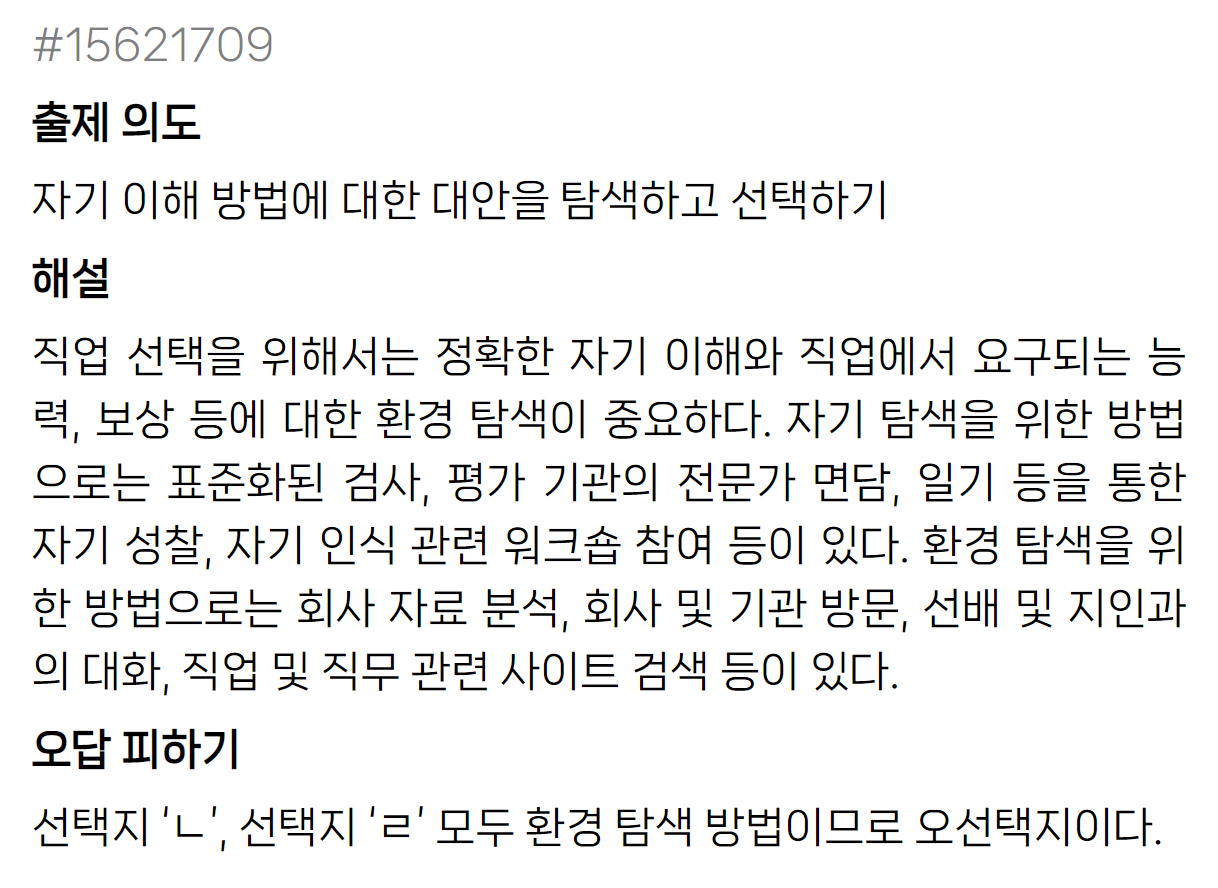 #15621709
출제 의도
자기 이해 방법에 대한 대안을 탐색하고 선택하기
해설
직업 선택을 위해서는 정확한 자기 이해와 직업에서 요구되는 능
력, 보상 등에 대한 환경 탐색이 중요하다. 자기 탐색을 위한 방법
으로는 표준화된 검사, 평가 기관의 전문가 면담, 일기 등을 통한
자기 성찰, 자기 인식 관련 워크숍 참여 등이 있다. 환경 탐색을 위
한 방법으로는 회사 자료 분석, 회사 및 기관 방문, 선배 및 지인과
의 대화, 직업 및 직무 관련 사이트 검색 등이 있다.
오답 피하기
선택지 ‘ㄴ’, 선택지 ‘ㄹ’ 모두 환경 탐색 방법이므로 오선택지이다.